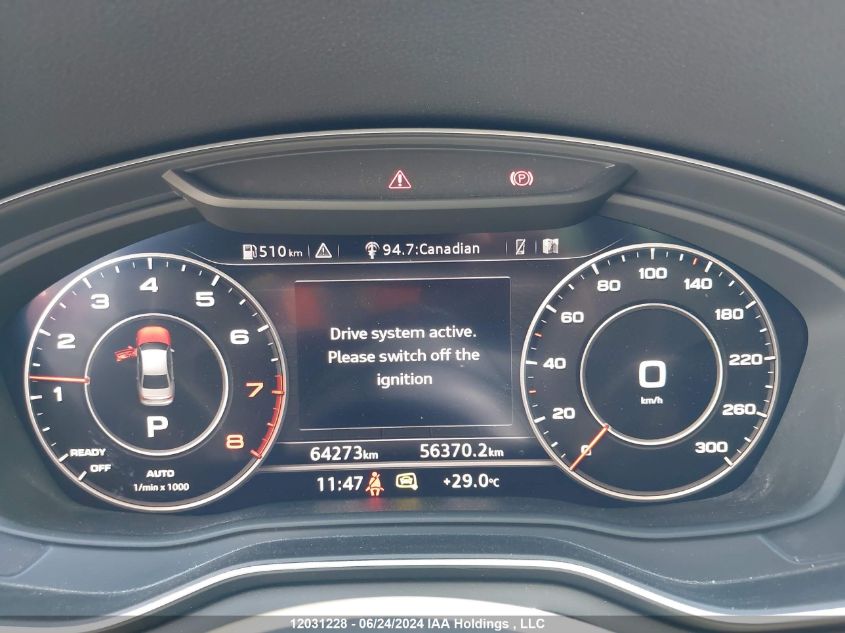 510 km 94.7:Canadian
Drive system active.
Please switch off the
ignition
1 2 3 4 5 6 7 8
READY
OFF
P
AUTO
1/min x 1000
0 20 40 60 80 100 140 180 220 260 300
0
km/h
64273km 56370.2km
11:47 +29.0°C
12031228 - 06/24/2024 IAA Holdings , LLC